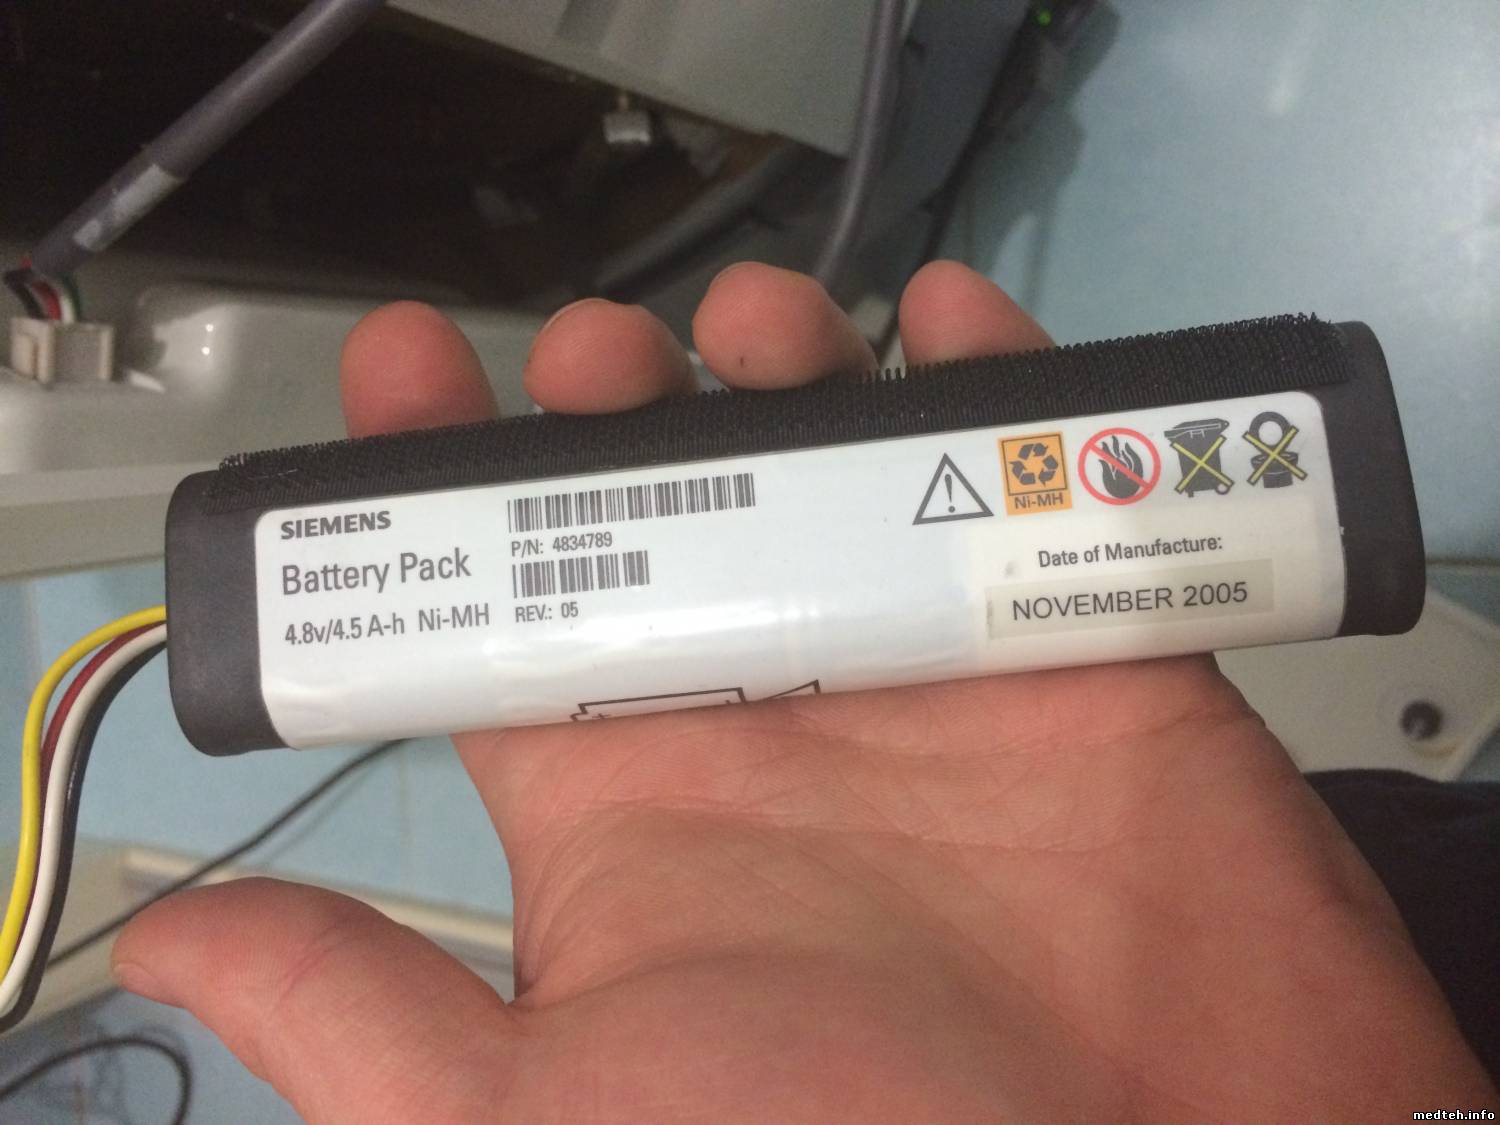 SIEMENS
Battery Pack
4.8v/4.5 A-h Ni-MH
P/N: 4834789
REV.: 05
Ni-MH
Date of Manufacture:
NOVEMBER 2005
medteh.info